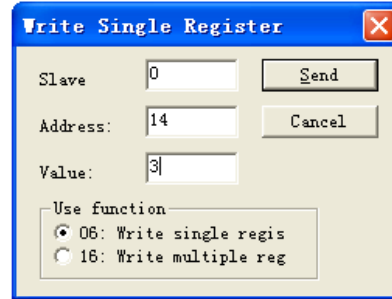 Write Single Register
Slave 0 Send
Address: 14 Cancel
Value: 3
Use function
06: Write single regis
16: Write multiple reg